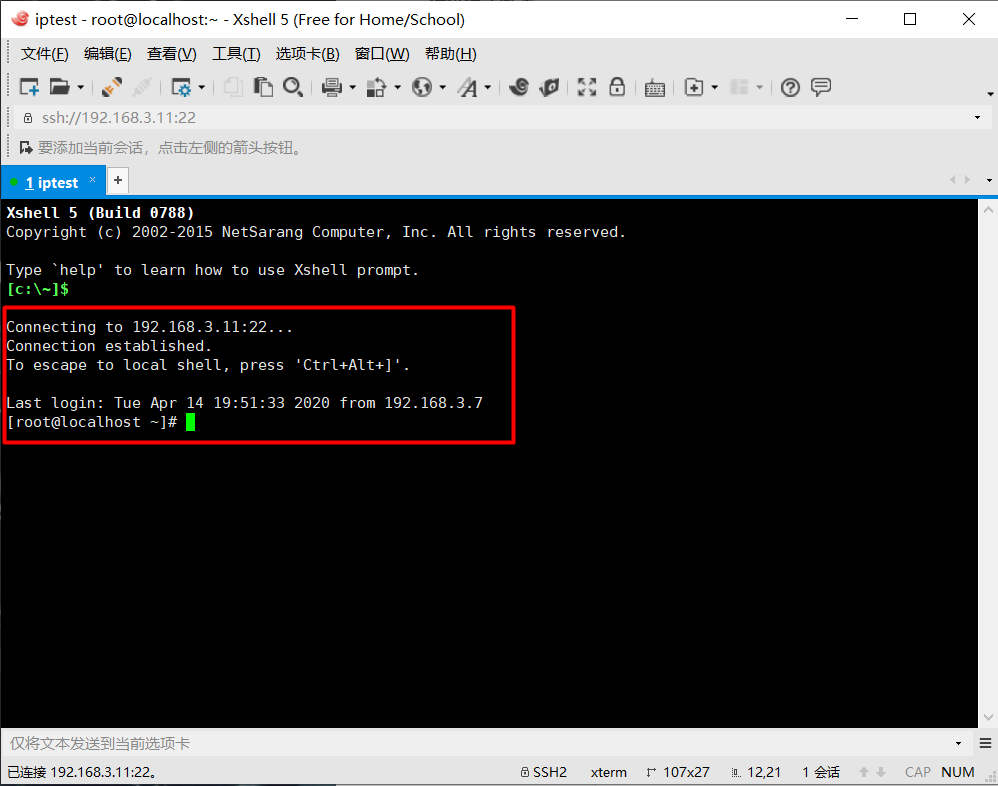 iptest - root@localhost:~ - Xshell 5 (Free for Home/School)
文件(F) 编辑(E) 查看(V) 工具(T) 选项卡(B) 窗口(W) 帮助(H)
ssh://192.168.3.11:22
要添加当前会话，点击左侧的箭头按钮。
1 iptest × +
Xshell 5 (Build 0788)
Copyright (c) 2002-2015 NetSarang Computer, Inc. All rights reserved.
Type `help' to learn how to use Xshell prompt.
[c:\~]$
Connecting to 192.168.3.11:22...
Connection established.
To escape to local shell, press 'Ctrl+Alt+]'.
Last login: Tue Apr 14 19:51:33 2020 from 192.168.3.7
[root@localhost ~]#
仅将文本发送到当前选项卡
已连接 192.168.3.11:22。 SSH2 xterm 107x27 12,21 1 会话 CAP NUM